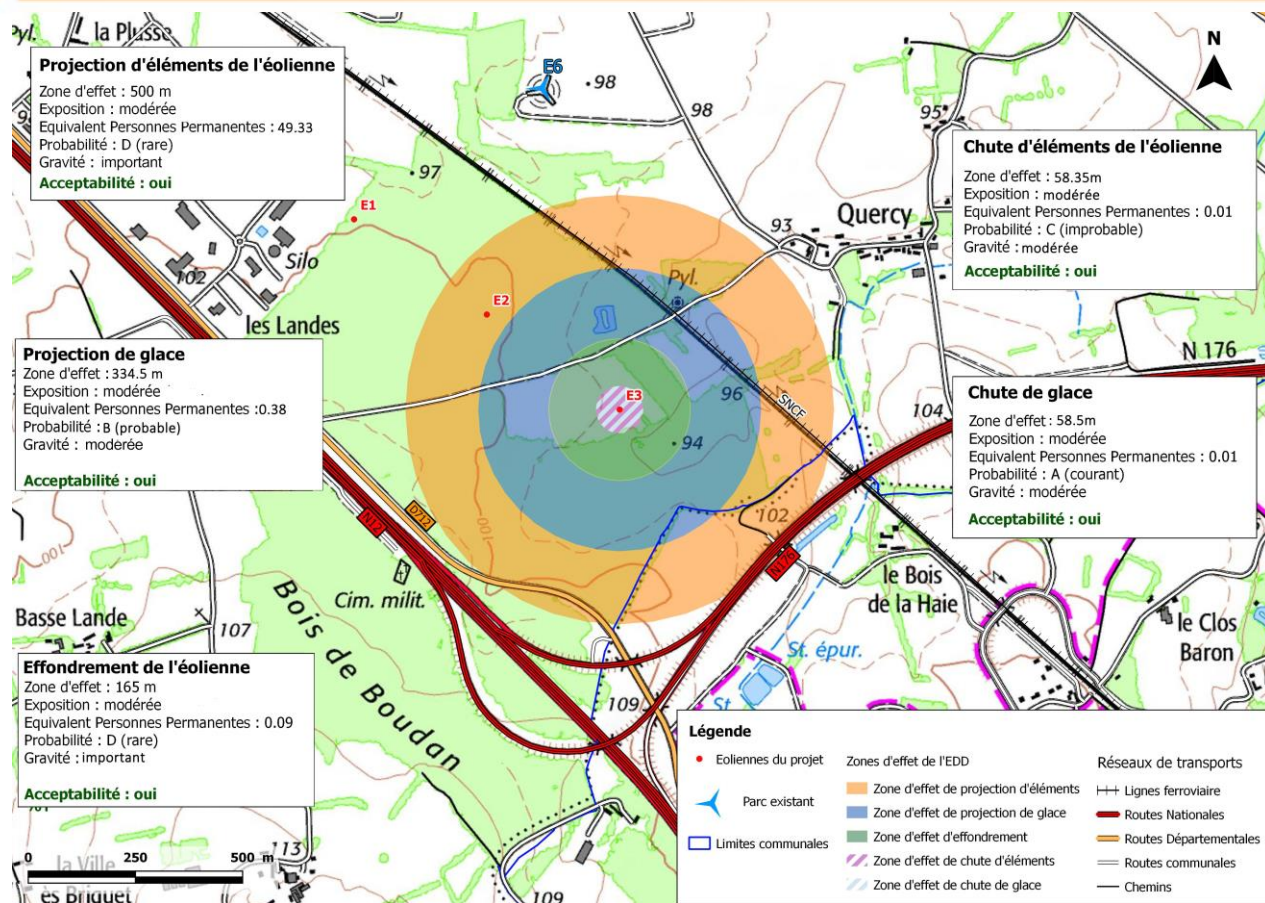 la Plusse
Pyl.
Projection d'éléments de l'éolienne
Zone d'effet : 500 m
Exposition : modérée
Equivalent Personnes Permanentes : 49.33
Probabilité : D (rare)
Gravité : important
Acceptabilité : oui
E6
98
98
95
N
97
E1
Chute d'éléments de l'éolienne
Zone d'effet : 58.35m
Exposition : modérée
Equivalent Personnes Permanentes : 0.01
Probabilité : C (improbable)
Gravité : modérée
Acceptabilité : oui
Quercy
93
Silo
102
Pyl.
E2
les Landes
Projection de glace
Zone d'effet : 334.5 m
Exposition : modérée
Equivalent Personnes Permanentes :0.38
Probabilité : B (probable)
Gravité : moderée
Acceptabilité : oui
N 176
Chute de glace
Zone d'effet : 58.5m
Exposition : modérée
Equivalent Personnes Permanentes : 0.01
Probabilité : A (courant)
Gravité : modérée
Acceptabilité : oui
96
SNCF
E3
104
94
100
102
D712
N12
N176
Cim. milit.
Bois de Boudan
le Bois
de la Haie
le Clos
Baron
Basse Lande
107
St. épur.
St
109
Effondrement de l'éolienne
Zone d'effet : 165 m
Exposition : modérée
Equivalent Personnes Permanentes : 0.09
Probabilité : D (rare)
Gravité : important
Acceptabilité : oui
100
113
la Ville
ès Briquet
0 250 500 m
109
Légende
Eoliennes du projet
Parc existant
Limites communales
Zones d'effet de l'EDD
Zone d'effet de projection d'éléments
Zone d'effet de projection de glace
Zone d'effet d'effondrement
Zone d'effet de chute d'éléments
Zone d'effet de chute de glace
Réseaux de transports
Lignes ferroviaire
Routes Nationales
Routes Départementales
Routes communales
Chemins